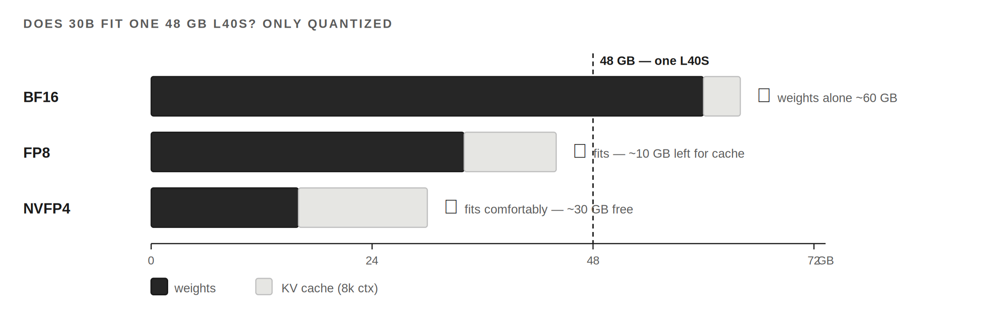 DOES 30B FIT ONE 48 GB L40S? ONLY QUANTIZED
48 GB — one L40S
BF16
weights alone ~60 GB
FP8
fits — ~10 GB left for cache
NVFP4
fits comfortably — ~30 GB free
0 24 48 72 GB
weights
KV cache (8k ctx)